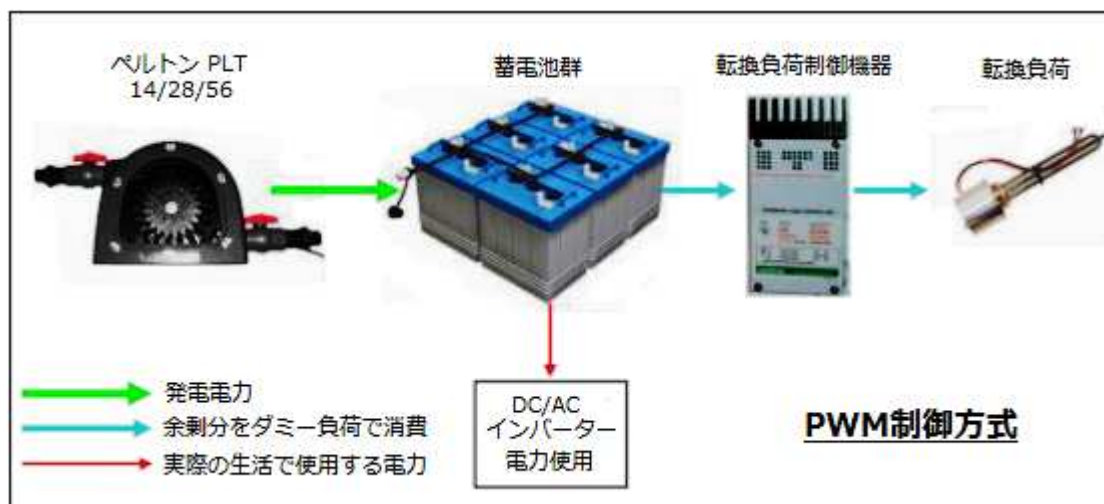 ペルトン PLT
14/28/56
蓄電池群
転換負荷制御機器
転換負荷
発電電力
余剰分をダミー負荷で消費
実際の生活で使用する電力
DC/AC
インバーター
電力使用
PWM制御方式